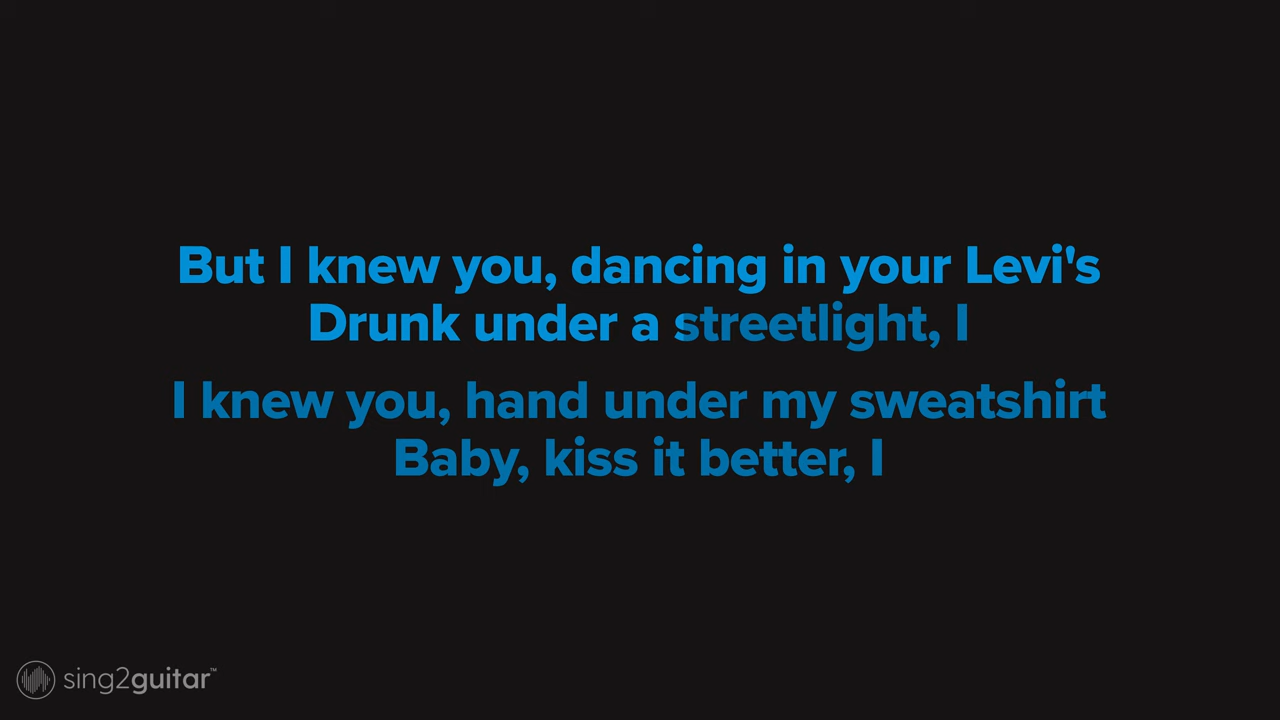 But I knew you, dancing in your Levi's
Drunk under a streetlight, I
I knew you, hand under my sweatshirt
Baby, kiss it better, I
sing2guitar™